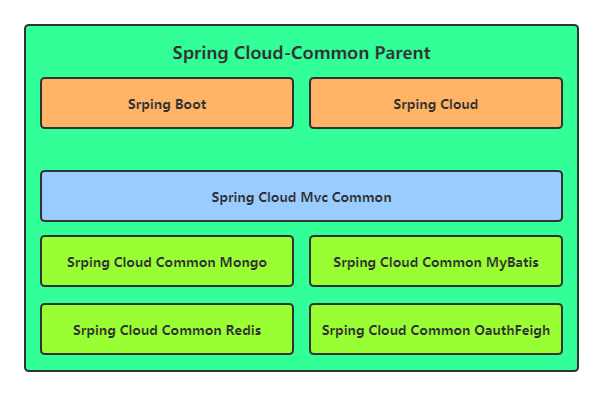 Spring Cloud-Common Parent
Srping Boot
Srping Cloud
Spring Cloud Mvc Common
Srping Cloud Common Mongo
Srping Cloud Common MyBatis
Srping Cloud Common Redis
Srping Cloud Common OauthFeigh